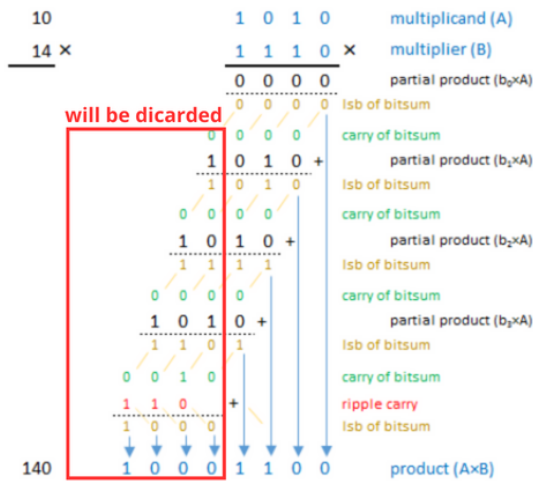 10 1 0 1 0 multiplicand (A)
14 × 1 1 1 0 × multiplier (B)
0 0 0 0 partial product (b₀×A)
will be dicarded 0 0 0 0 lsb of bitsum
0 0 0 0 carry of bitsum
1 0 1 0 + partial product (b₁×A)
1 0 1 0 lsb of bitsum
0 0 0 0 carry of bitsum
1 0 1 0 + partial product (b₂×A)
1 1 1 1 lsb of bitsum
0 0 0 0 carry of bitsum
1 0 1 0 + partial product (b₃×A)
1 1 0 1 lsb of bitsum
0 0 1 0 carry of bitsum
1 1 0 + ripple carry
1 0 0 0 lsb of bitsum
140 1 0 0 0 1 1 0 0 product (A×B)